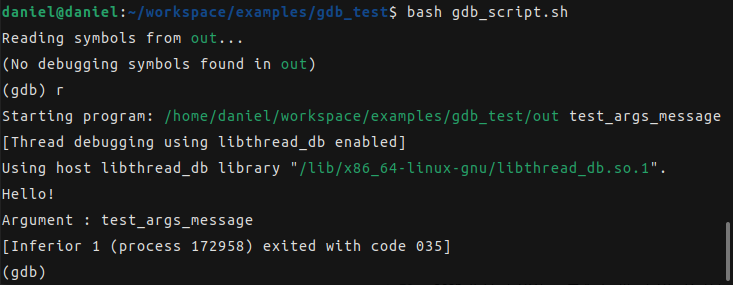 daniel@daniel:~/workspace/examples/gdb_test$ bash gdb_script.sh
Reading symbols from out...
(No debugging symbols found in out)
(gdb) r
Starting program: /home/daniel/workspace/examples/gdb_test/out test_args_message
[Thread debugging using libthread_db enabled]
Using host libthread_db library "/lib/x86_64-linux-gnu/libthread_db.so.1".
Hello!
Argument : test_args_message
[Inferior 1 (process 172958) exited with code 035]
(gdb)